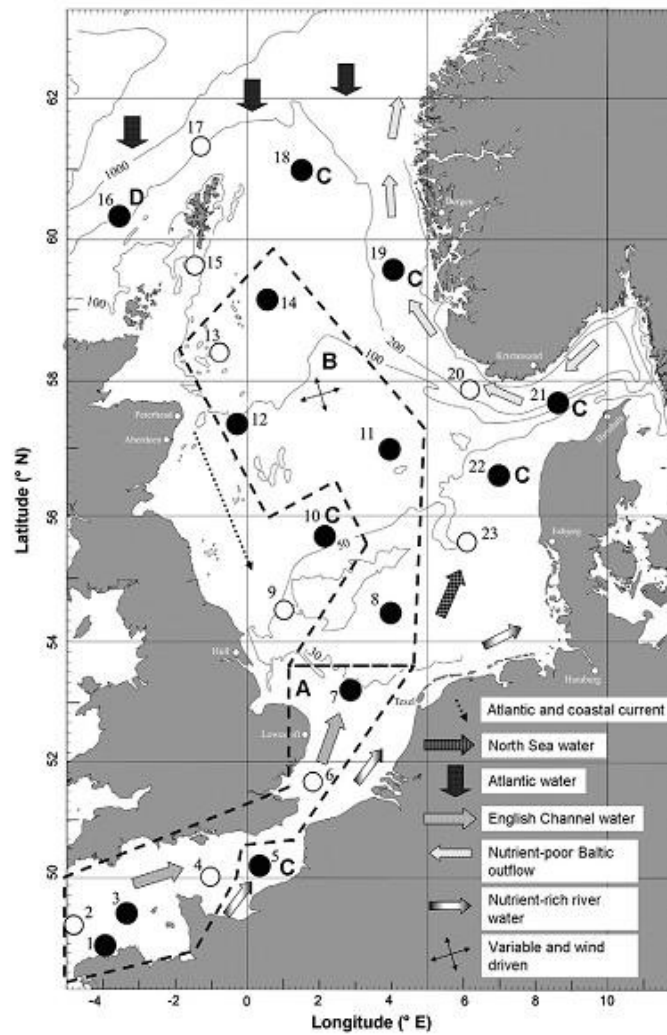 62
60
58
56
54
52
50
Latitude (° N)
-4
-2
0
2
4
6
8
10
Longitude (° E)
17
1000
16 D
18 C
Bergen
15
19 C
100
14
13
200
100
B
20
21 C
Peterhead
Aberdeen
12
11
22 C
10 C
50
23
Esbjerg
9
8
Hull
30
A
7
Texel
Hamburg
Lowestoft
6
4
5 C
2
3
1
Atlantic and coastal current
North Sea water
Atlantic water
English Channel water
Nutrient-poor Baltic
outflow
Nutrient-rich river
water
Variable and wind
driven